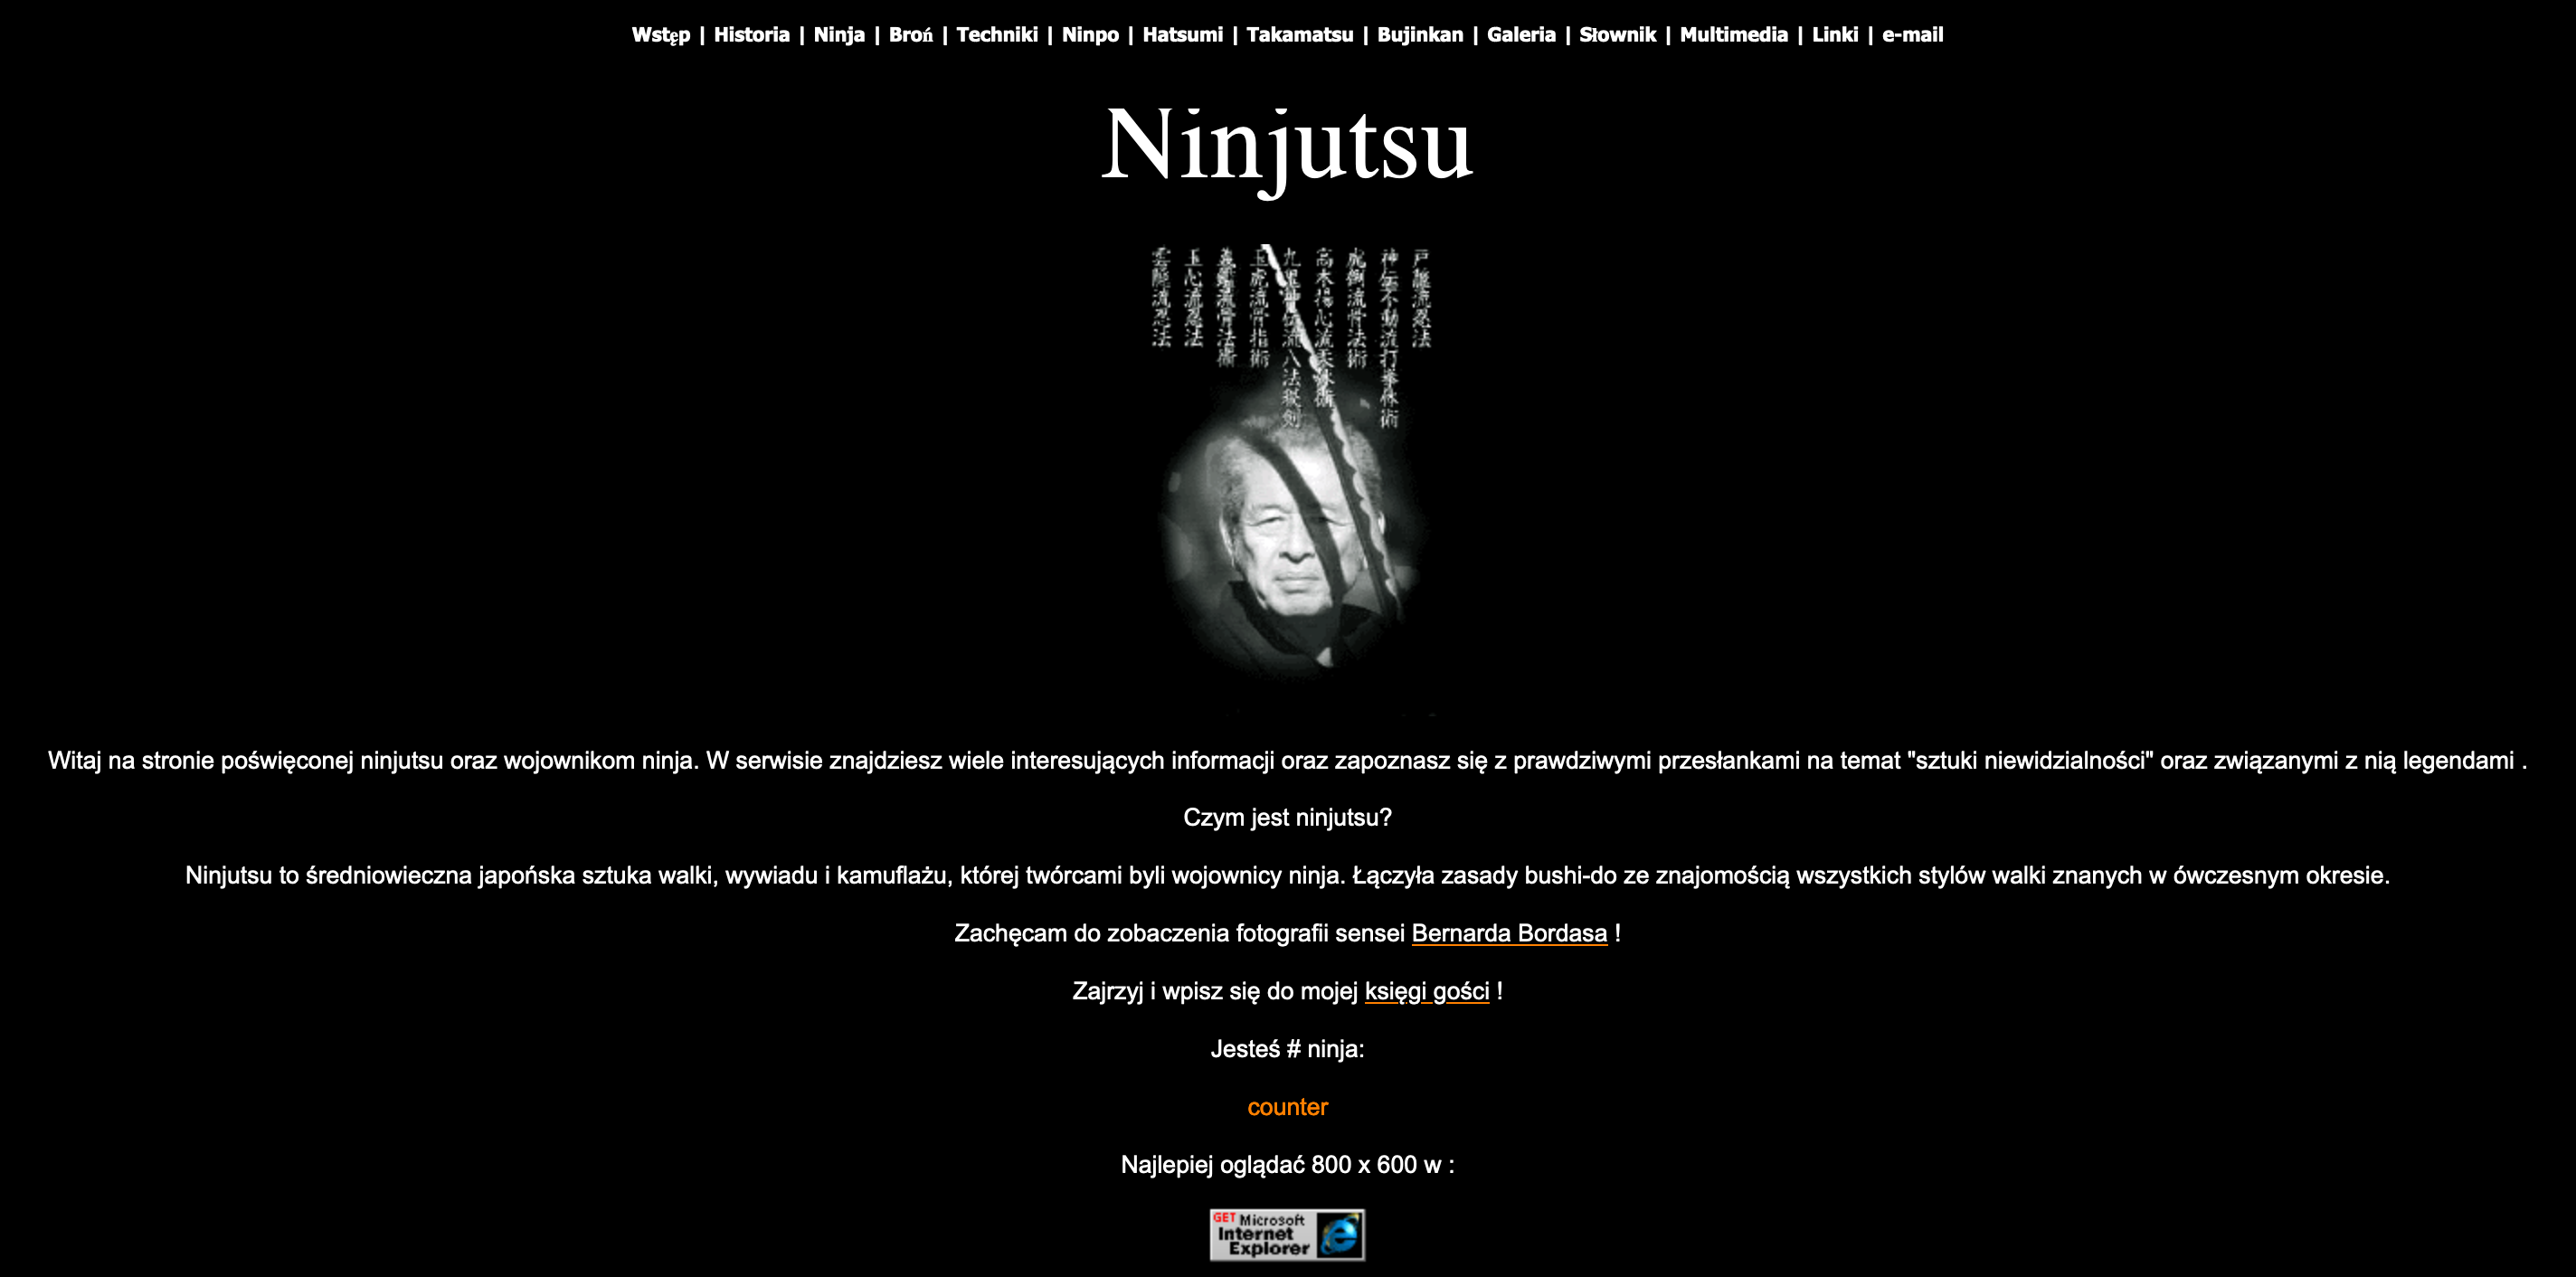 Wstęp | Historia | Ninja | Broń | Techniki | Ninpo | Hatsumi | Takamatsu | Bujinkan | Galeria | Słownik | Multimedia | Linki | e-mail
Ninjutsu
戸隠流忍法
神伝不動流打拳体術
虎倒流骨法術
高木揚心流柔体術
九鬼神伝流八法秘剣
玉虎流骨指術
義鑑流骨法術
玉心流忍法
雲隠流忍法
Witaj na stronie poświęconej ninjutsu oraz wojownikom ninja. W serwisie znajdziesz wiele interesujących informacji oraz zapoznasz się z prawdziwymi przesłankami na temat "sztuki niewidzialności" oraz związanymi z nią legendami .
Czym jest ninjutsu?
Ninjutsu to średniowieczna japońska sztuka walki, wywiadu i kamuflażu, której twórcami byli wojownicy ninja. Łączyła zasady bushi-do ze znajomością wszystkich stylów walki znanych w ówczesnym okresie.
Zachęcam do zobaczenia fotografii sensei Bernarda Bordasa !
Zajrzyj i wpisz się do mojej księgi gości !
Jesteś # ninja:
counter
Najlepiej oglądać 800 x 600 w :
GET Microsoft
Internet
Explorer